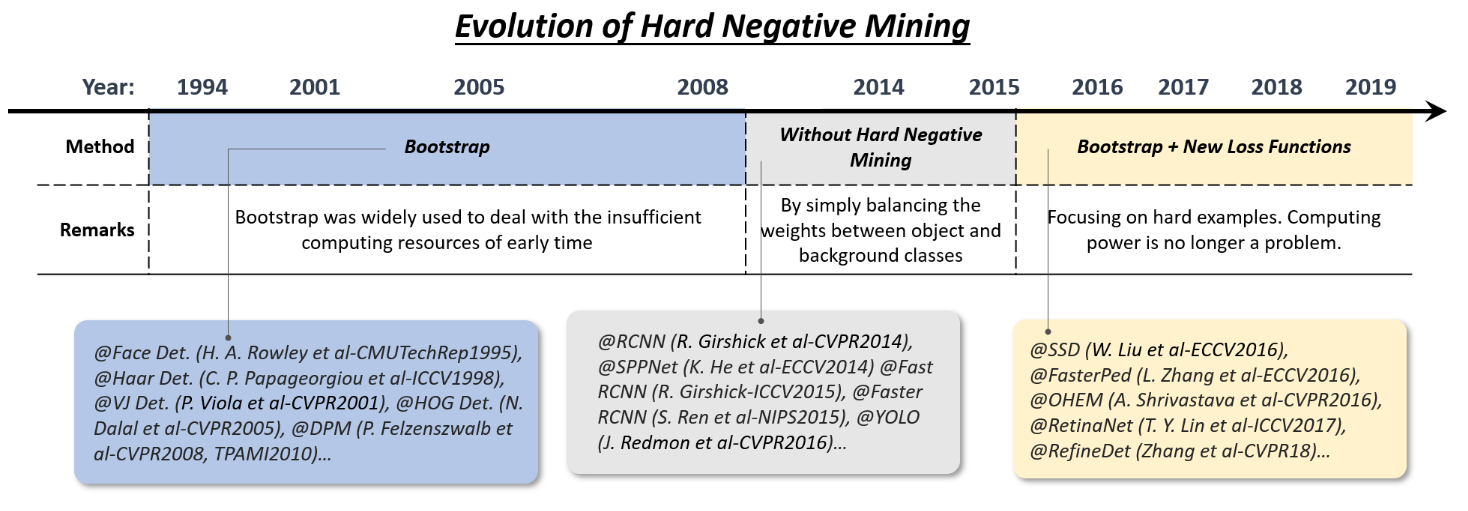 Evolution of Hard Negative Mining
Year: 1994 2001 2005 2008 2014 2015 2016 2017 2018 2019
Method
Bootstrap
Without Hard Negative
Mining
Bootstrap + New Loss Functions
Remarks
Bootstrap was widely used to deal with the insufficient
computing resources of early time
By simply balancing the
weights between object and
background classes
Focusing on hard examples. Computing
power is no longer a problem.
@Face Det. (H. A. Rowley et al-CMUTechRep1995),
@Haar Det. (C. P. Papageorgiou et al-ICCV1998),
@VJ Det. (P. Viola et al-CVPR2001), @HOG Det. (N.
Dalal et al-CVPR2005), @DPM (P. Felzenszwalb et
al-CVPR2008, TPAMI2010)...
@RCNN (R. Girshick et al-CVPR2014),
@SPPNet (K. He et al-ECCV2014) @Fast
RCNN (R. Girshick-ICCV2015), @Faster
RCNN (S. Ren et al-NIPS2015), @YOLO
(J. Redmon et al-CVPR2016)...
@SSD (W. Liu et al-ECCV2016),
@FasterPed (L. Zhang et al-ECCV2016),
@OHEM (A. Shrivastava et al-CVPR2016),
@RetinaNet (T. Y. Lin et al-ICCV2017),
@RefineDet (Zhang et al-CVPR18)...